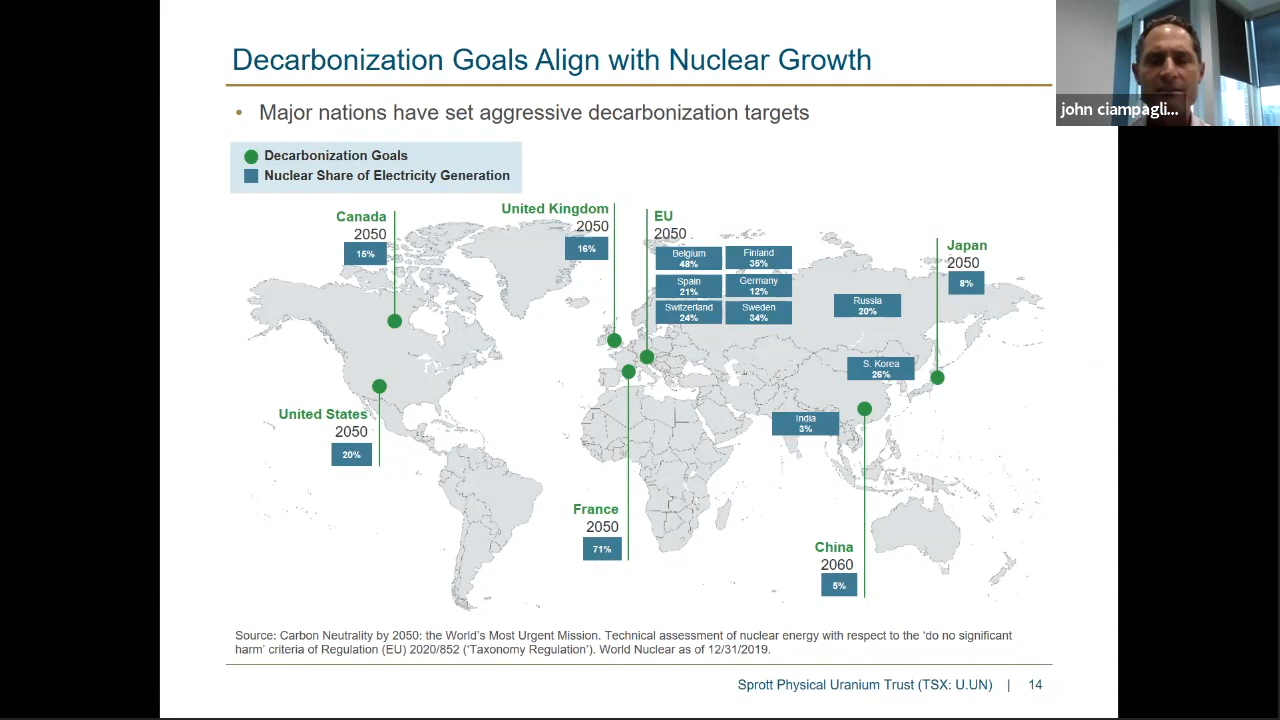 Decarbonization Goals Align with Nuclear Growth
• Major nations have set aggressive decarbonization targets
Decarbonization Goals
Nuclear Share of Electricity Generation
Canada
2050
15%
United Kingdom
2050
16%
EU
2050
Belgium
48%
Finland
35%
Spain
21%
Germany
12%
Switzerland
24%
Sweden
34%
Japan
2050
8%
Russia
20%
S. Korea
26%
India
3%
United States
2050
20%
France
2050
71%
China
2060
5%
Source: Carbon Neutrality by 2050: the World's Most Urgent Mission. Technical assessment of nuclear energy with respect to the 'do no significant
harm' criteria of Regulation (EU) 2020/852 ('Taxonomy Regulation'). World Nuclear as of 12/31/2019.
Sprott Physical Uranium Trust (TSX: U.UN) | 14
john ciampagli...